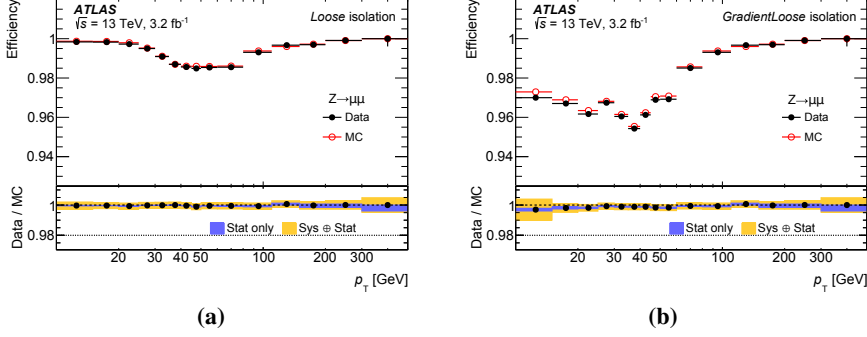 ATLAS
√s = 13 TeV, 3.2 fb⁻¹
Loose isolation
Efficiency
1
0.98
0.96
0.94
Z→μμ
Data
MC
Data / MC
1
0.98
Stat only
Sys ⊕ Stat
20 30 40 50 100 200 300
p_T [GeV]
(a)
ATLAS
√s = 13 TeV, 3.2 fb⁻¹
GradientLoose isolation
Efficiency
1
0.98
0.96
0.94
Z→μμ
Data
MC
Data / MC
1
0.98
Stat only
Sys ⊕ Stat
20 30 40 50 100 200 300
p_T [GeV]
(b)